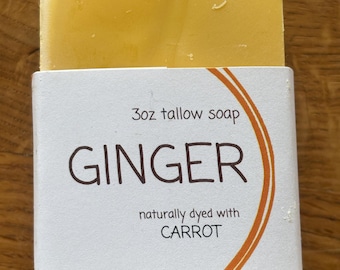 3oz tallow soap
GINGER
naturally dyed with
CARROT